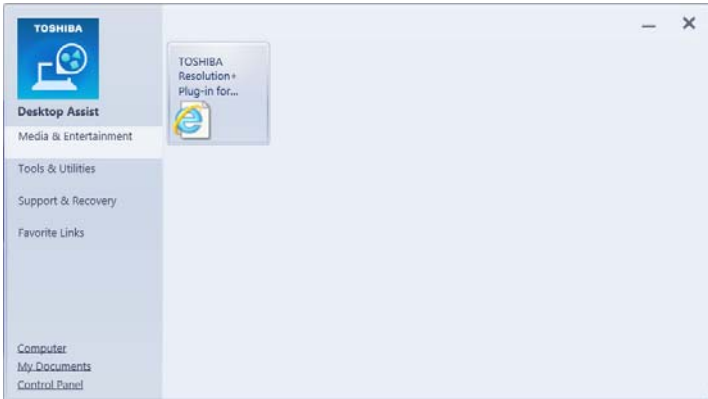 TOSHIBA
Desktop Assist
Media & Entertainment
Tools & Utilities
Support & Recovery
Favorite Links
Computer
My Documents
Control Panel
TOSHIBA
Resolution+
Plug-in for...